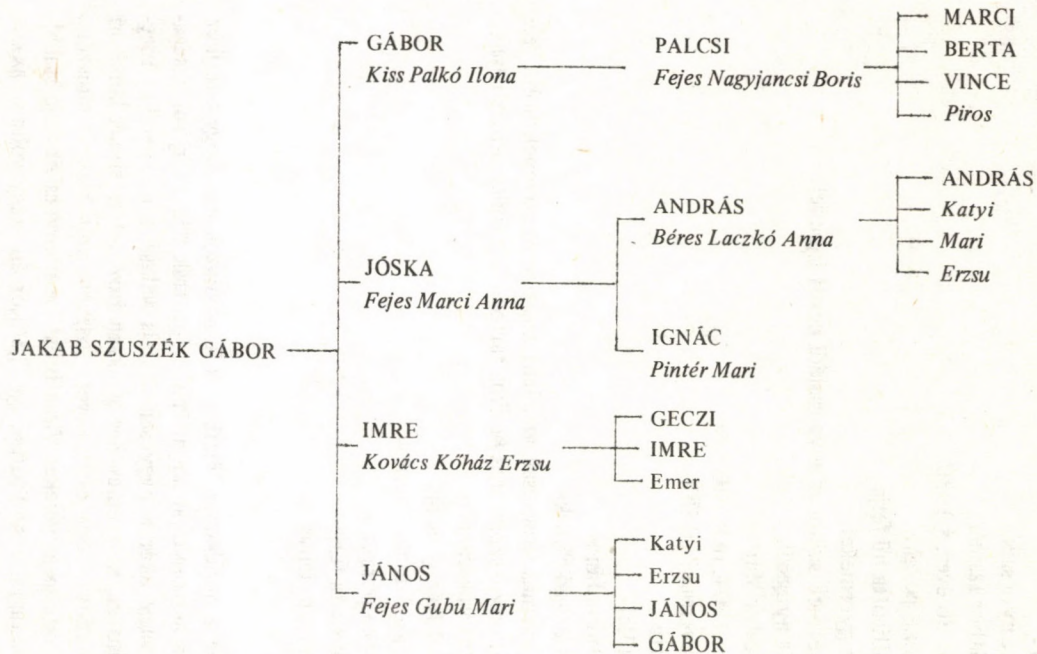 JAKAB SZUSZÉK GÁBOR
GÁBOR
Kiss Palkó Ilona
PALCSI
Fejes Nagyjancsi Boris
MARCI
BERTA
VINCE
Piros
JÓSKA
Fejes Marci Anna
ANDRÁS
Béres Laczkó Anna
ANDRÁS
Katyi
Mari
Erzsu
IGNÁC
Pintér Mari
IMRE
Kovács Kőház Erzsu
GECZI
IMRE
Emer
JÁNOS
Fejes Gubu Mari
Katyi
Erzsu
JÁNOS
GÁBOR